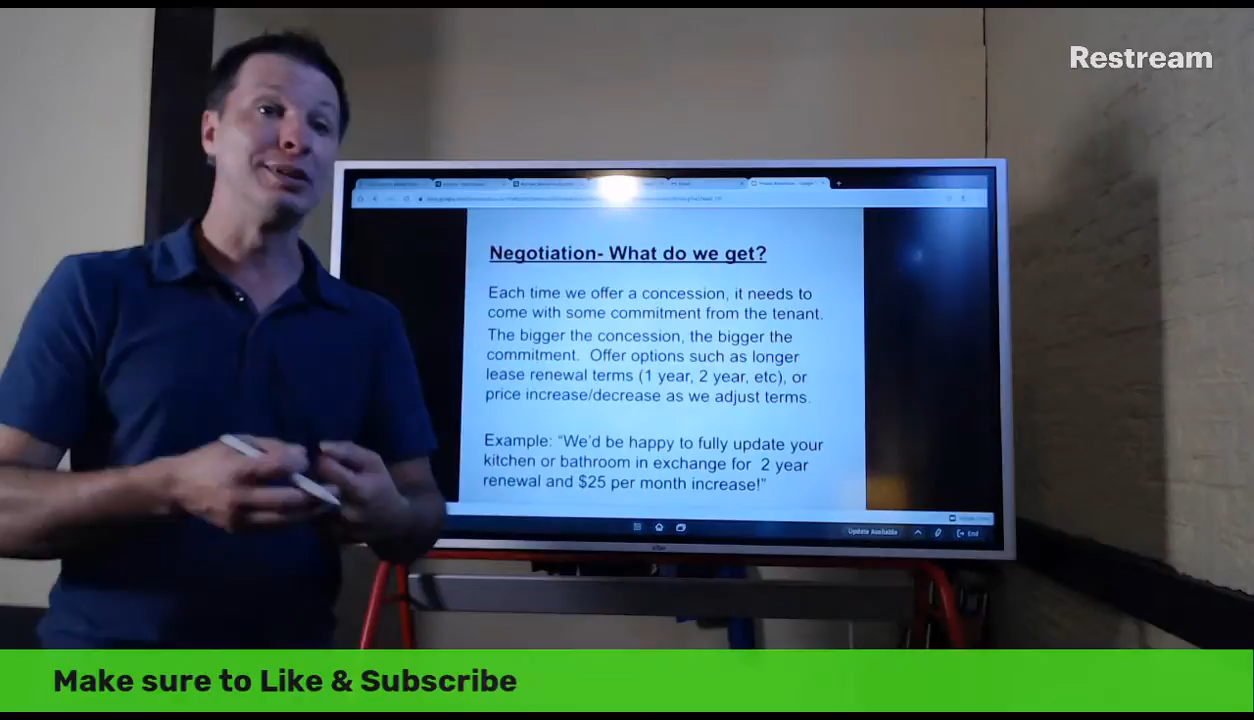 Restream
Negotiation- What do we get?
Each time we offer a concession, it needs to
come with some commitment from the tenant.
The bigger the concession, the bigger the
commitment.  Offer options such as longer
lease renewal terms (1 year, 2 year, etc), or
price increase/decrease as we adjust terms.
Example: "We'd be happy to fully update your
kitchen or bathroom in exchange for  2 year
renewal and $25 per month increase!"
Update Available
End
Make sure to Like & Subscribe